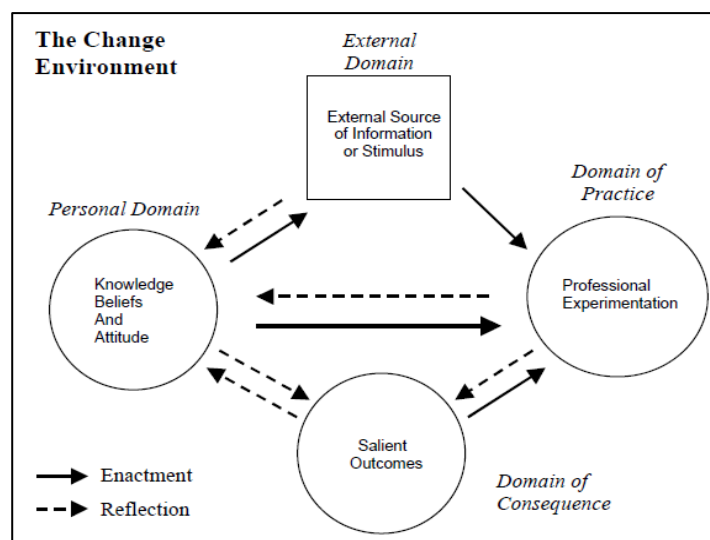 The Change
Environment
External
Domain
External Source
of Information
or Stimulus
Domain of
Practice
Personal Domain
Knowledge
Beliefs
And
Attitude
Professional
Experimentation
Salient
Outcomes
Enactment
Reflection
Domain of
Consequence